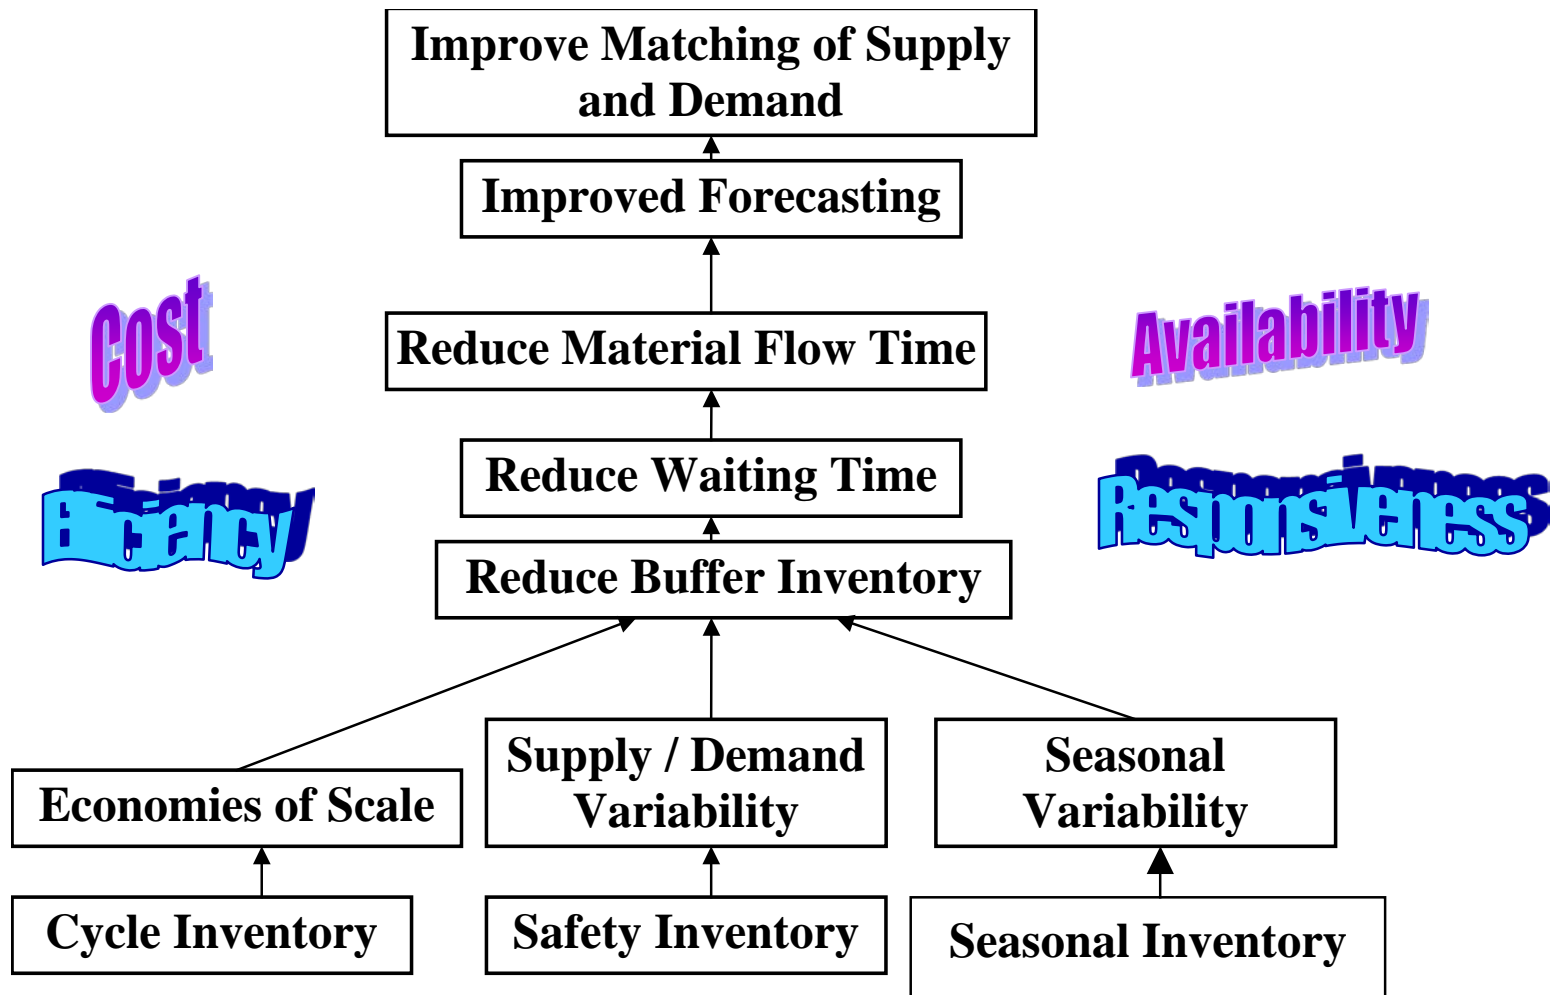 Improve Matching of Supply
and Demand
Improved Forecasting
Cost
Availability
Reduce Material Flow Time
Reduce Waiting Time
Efficiency
Responsiveness
Reduce Buffer Inventory
Economies of Scale
Supply / Demand
Variability
Seasonal
Variability
Cycle Inventory
Safety Inventory
Seasonal Inventory